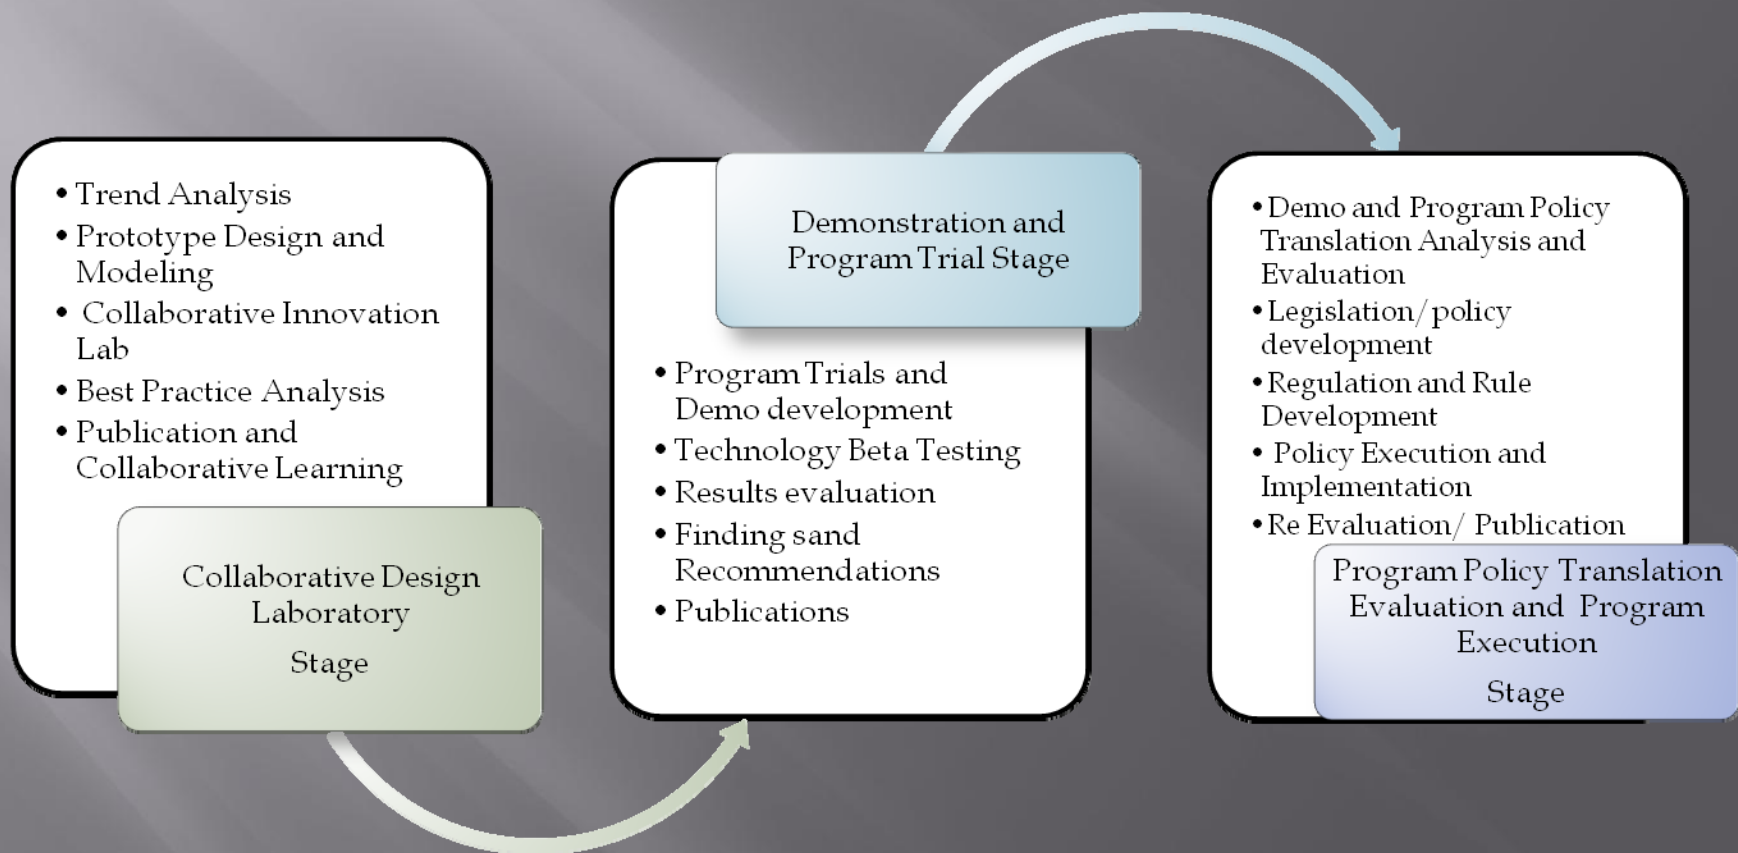 • Trend Analysis
• Prototype Design and
Modeling
• Collaborative Innovation
Lab
• Best Practice Analysis
• Publication and
Collaborative Learning
Collaborative Design
Laboratory
Stage
Demonstration and
Program Trial Stage
• Program Trials and
Demo development
• Technology Beta Testing
• Results evaluation
• Finding sand
Recommendations
• Publications
• Demo and Program Policy
Translation Analysis and
Evaluation
• Legislation/policy
development
• Regulation and Rule
Development
• Policy Execution and
Implementation
• Re Evaluation/ Publication
Program Policy Translation
Evaluation and Program
Execution
Stage